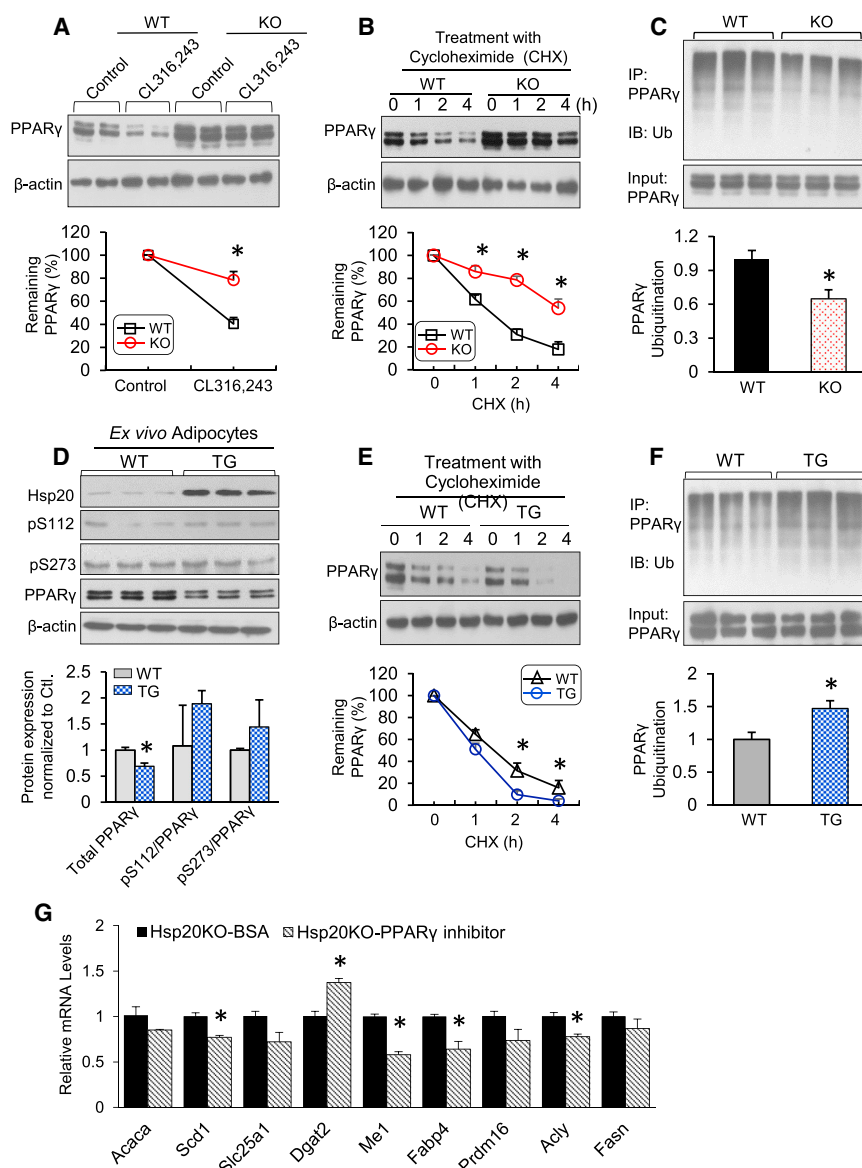 A
WT
KO
Control
CL316,243
Control
CL316,243
PPARγ
β-actin
Remaining
PPARγ (%)
120
100
80
60
40
20
0
*
WT
KO
Control
CL316,243
B
Treatment with
Cycloheximide (CHX)
WT
KO
0 1 2 4 0 1 2 4 (h)
PPARγ
β-actin
Remaining
PPARγ (%)
120
100
80
60
40
20
0
* * *
WT
KO
0 1 2 4
CHX (h)
C
WT
KO
IP:
PPARγ
IB: Ub
Input:
PPARγ
PPARγ
Ubiquitination
1.2
0.9
0.6
0.3
0
*
WT
KO
D
Ex vivo Adipocytes
WT
TG
Hsp20
pS112
pS273
PPARγ
β-actin
Protein expression
normalized to Ctl.
2.5
2
1.5
1
0.5
0
WT
TG
*
Total PPARγ
pS112/PPARγ
pS273/PPARγ
E
Treatment with
Cycloheximide
(CHX)
WT
TG
0 1 2 4 0 1 2 4
PPARγ
β-actin
Remaining
PPARγ (%)
120
100
80
60
40
20
0
WT
TG
* *
0 1 2 4
CHX (h)
F
WT
TG
IP:
PPARγ
IB: Ub
Input:
PPARγ
PPARγ
Ubiquitination
2
1.5
1
0.5
0
*
WT
TG
G
Relative mRNA Levels
2
1.5
1
0.5
0
Hsp20KO-BSA
Hsp20KO-PPARγ inhibitor
* * * * *
Acaca
Scd1
Slc25a1
Dgat2
Me1
Fabp4
Prdm16
Acly
Fasn